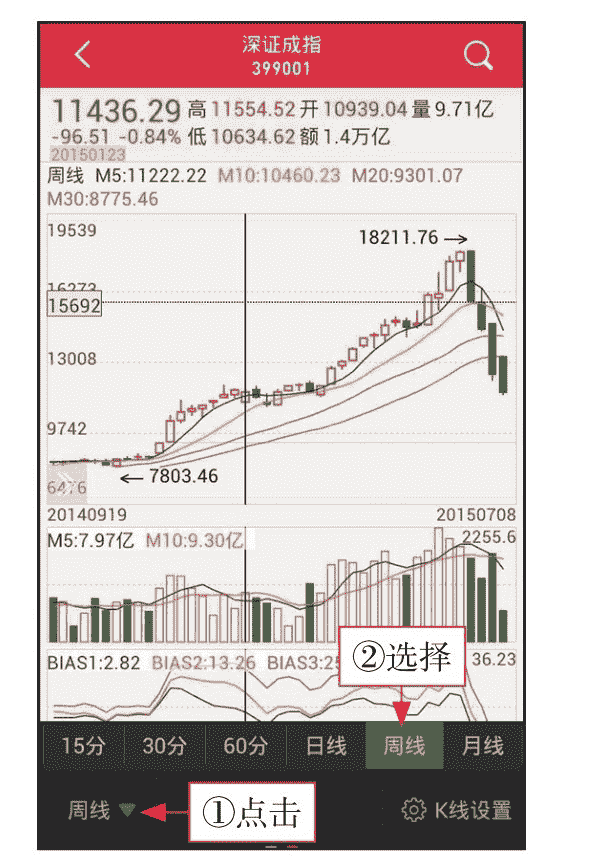 深证成指
399001
11436.29 高 11554.52 开 10939.04 量 9.71亿
-96.51 -0.84% 低 10634.62 额 1.4万亿
20150123
周线 M5:11222.22 M10:10460.23 M20:9301.07
M30:8775.46
19539
18211.76
16273
15692
13008
9742
7803.46
6476
20140919 20150708
M5:7.97亿 M10:9.30亿 2255.6
BIAS1:2.82 BIAS2:13.26 BIAS3:25 36.23
②选择
15分 30分 60分 日线 周线 月线
周线 ①点击 K线设置